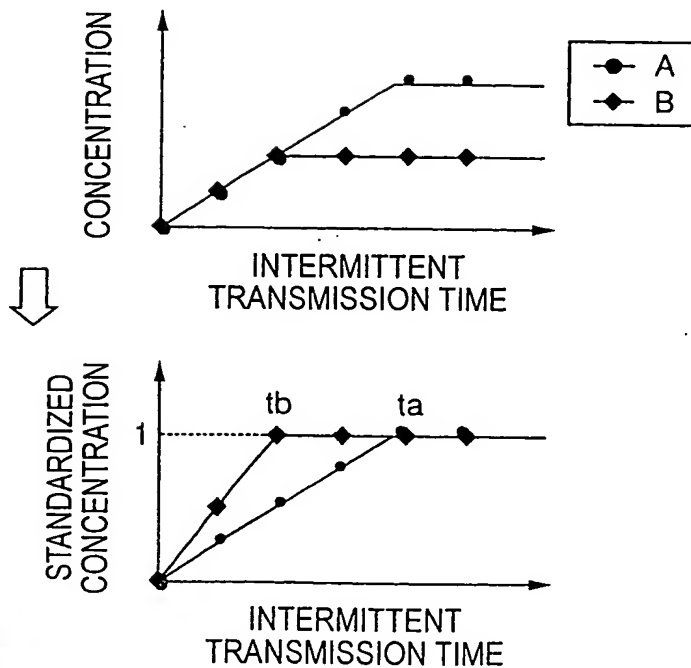 CONCENTRATION
A
B
INTERMITTENT
TRANSMISSION TIME
STANDARDIZED
CONCENTRATION
1
tb
ta
INTERMITTENT
TRANSMISSION TIME